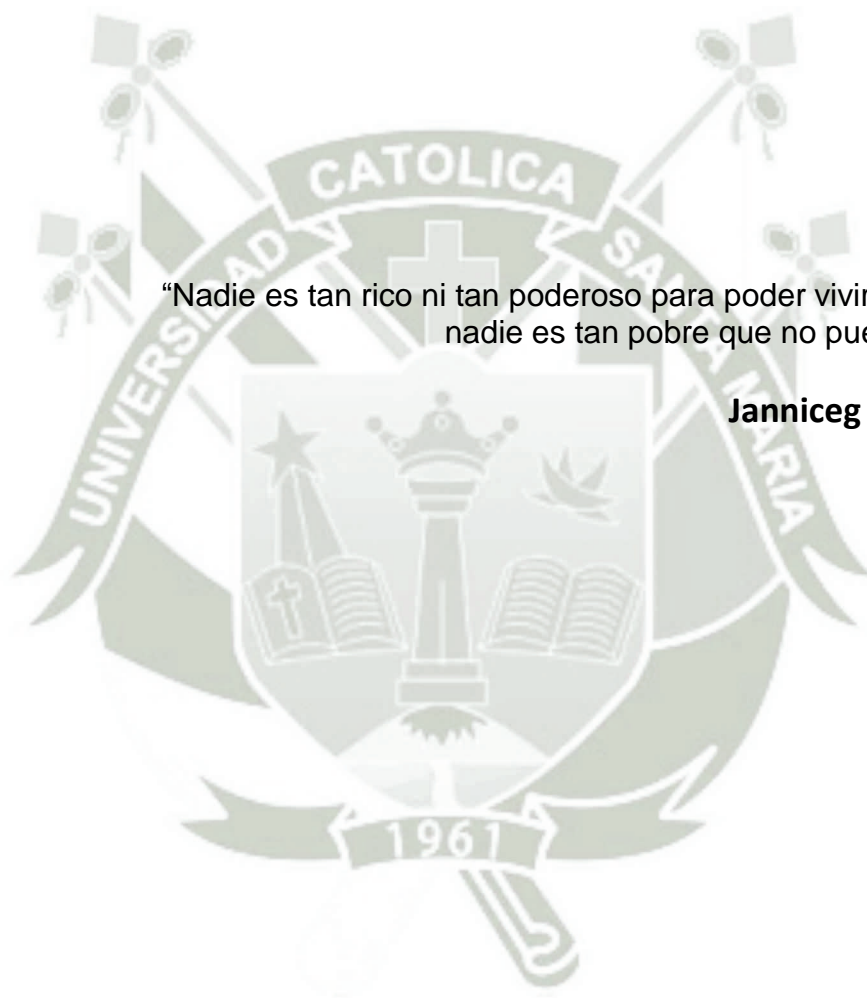 CATOLICA
UNIVERSIDAD
SANTA MARIA
“Nadie es tan rico ni tan poderoso para poder vivir
nadie es tan pobre que no
Janniceg
1961